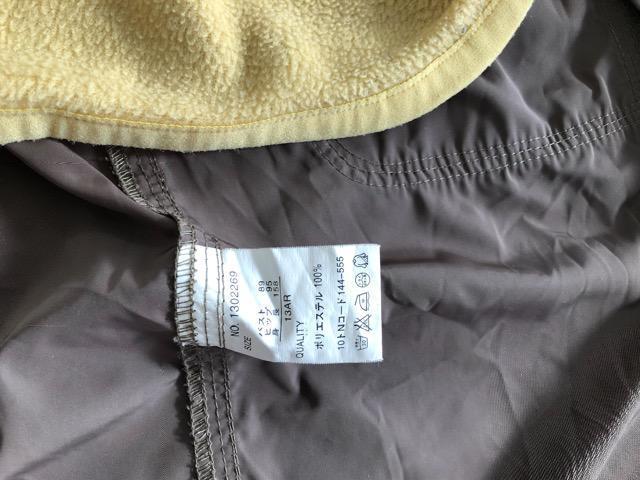 NO. 1302269
SIZE
バスト 89
ヒップ 95
身長 158
13AR
QUALITY
ポリエステル 100%
10トNコード144-555